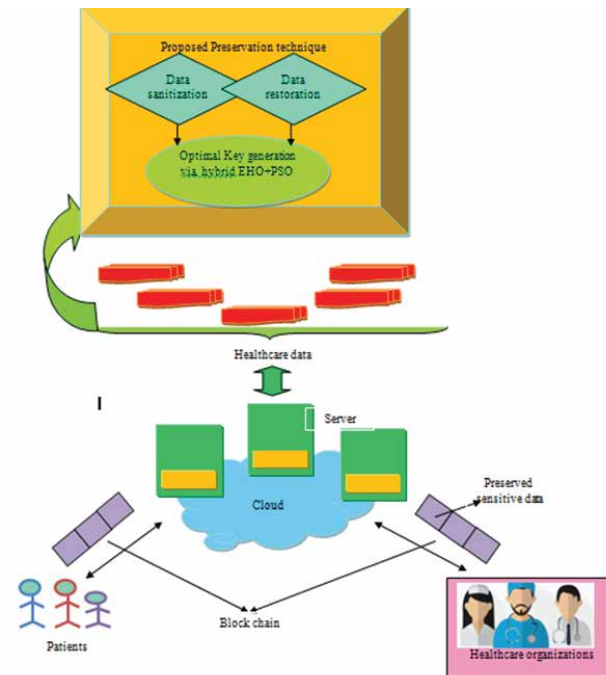 Proposed Preservation technique
Data
sanitization
Data
restoration
Optimal Key generation
via hybrid EHO+PSO
Healthcare data
I
Server
Cloud
Preserved
sensitive data
Block chain
Patients
Healthcare organizations